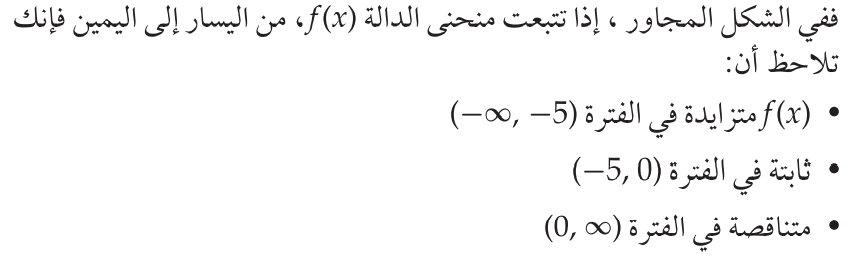 ففي الشكل المجاور ، إذا تتبعت منحنى الدالة f(x)، من اليسار إلى اليمين فإنك
تلاحظ أن:
• f(x) متزايدة في الفترة (−∞, −5)
• ثابتة في الفترة (−5, 0)
• متناقصة في الفترة (0, ∞)